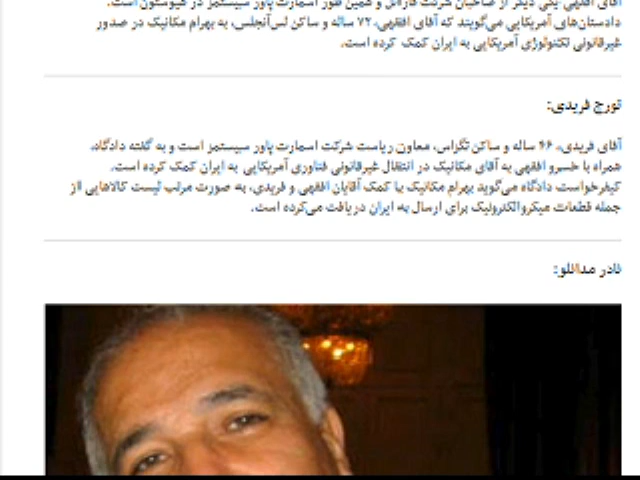 آقای افقهی یکی دیگر از صاحبان شرکت فاراتل و همین طور اسمارت پاور سیستمز در هیوستون است.
دادستان‌های آمریکایی می‌گویند که آقای افقهی، ۷۲ ساله و ساکن لس‌آنجلس، به بهرام مکانیک در صدور
غیرقانونی تکنولوژی آمریکایی به ایران کمک کرده است.
تورج فریدی:
آقای فریدی، ۴۶ ساله و ساکن تگزاس، معاون ریاست شرکت اسمارت پاور سیستمز است و به گفته دادگاه،
همراه با خسرو افقهی به آقای مکانیک در انتقال غیرقانونی فناوری آمریکایی به ایران کمک کرده است.
کیفرخواست دادگاه می‌گوید بهرام مکانیک با کمک آقایان افقهی و فریدی، به صورت مرتب لیست کالاهایی از
جمله قطعات میکروالکترونیک برای ارسال به ایران دریافت می‌کرده است.
نادر مدانلو: